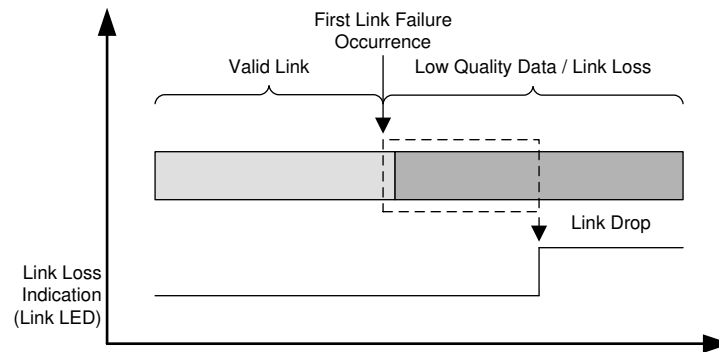 First Link Failure
Occurrence
Valid Link
Low Quality Data / Link Loss
Link Drop
Link Loss
Indication
(Link LED)